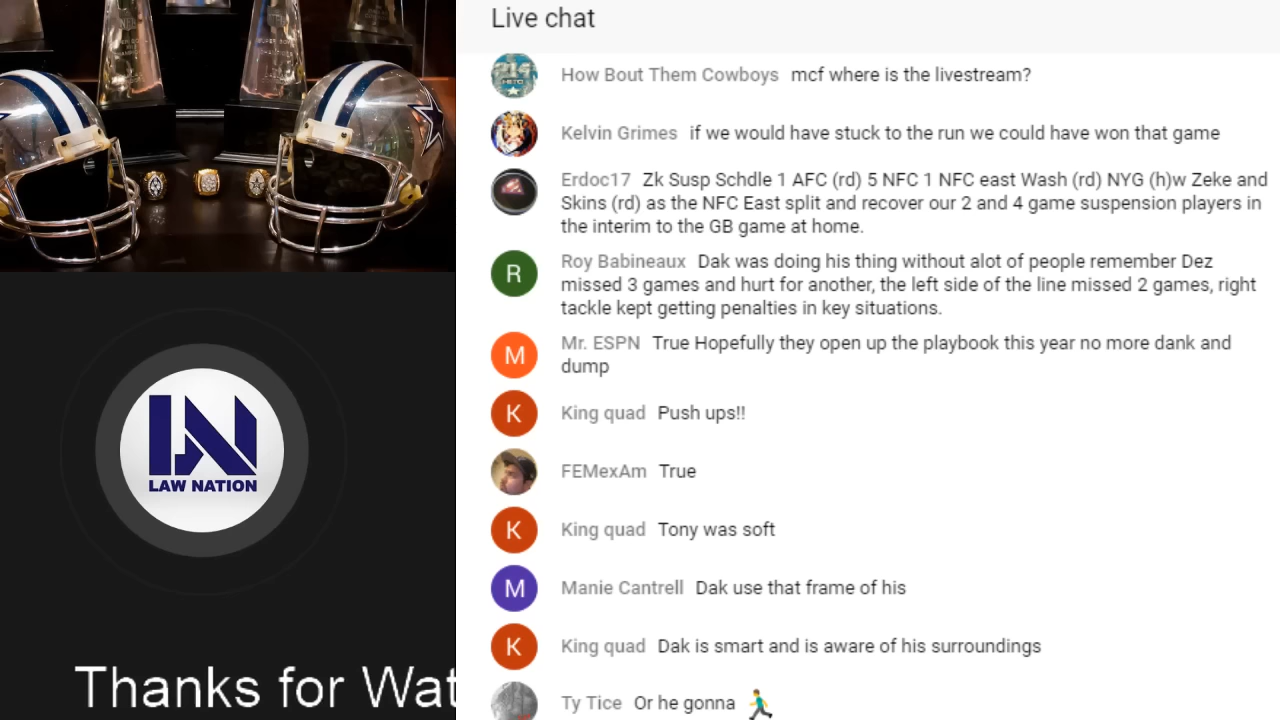 Live chat
How Bout Them Cowboys mcf where is the livestream?
Kelvin Grimes if we would have stuck to the run we could have won that game
Erdoc17 Zk Susp Schdle 1 AFC (rd) 5 NFC 1 NFC east Wash (rd) NYG (h)w Zeke and
Skins (rd) as the NFC East split and recover our 2 and 4 game suspension players in
the interim to the GB game at home.
R
Roy Babineaux Dak was doing his thing without alot of people remember Dez
missed 3 games and hurt for another, the left side of the line missed 2 games, right
tackle kept getting penalties in key situations.
M
Mr. ESPN True Hopefully they open up the playbook this year no more dank and
dump
K
King quad Push ups!!
FEMexAm True
K
King quad Tony was soft
M
Manie Cantrell Dak use that frame of his
K
King quad Dak is smart and is aware of his surroundings
Ty Tice Or he gonna 🏃‍♂️
LN
LAW NATION
Thanks for Wat